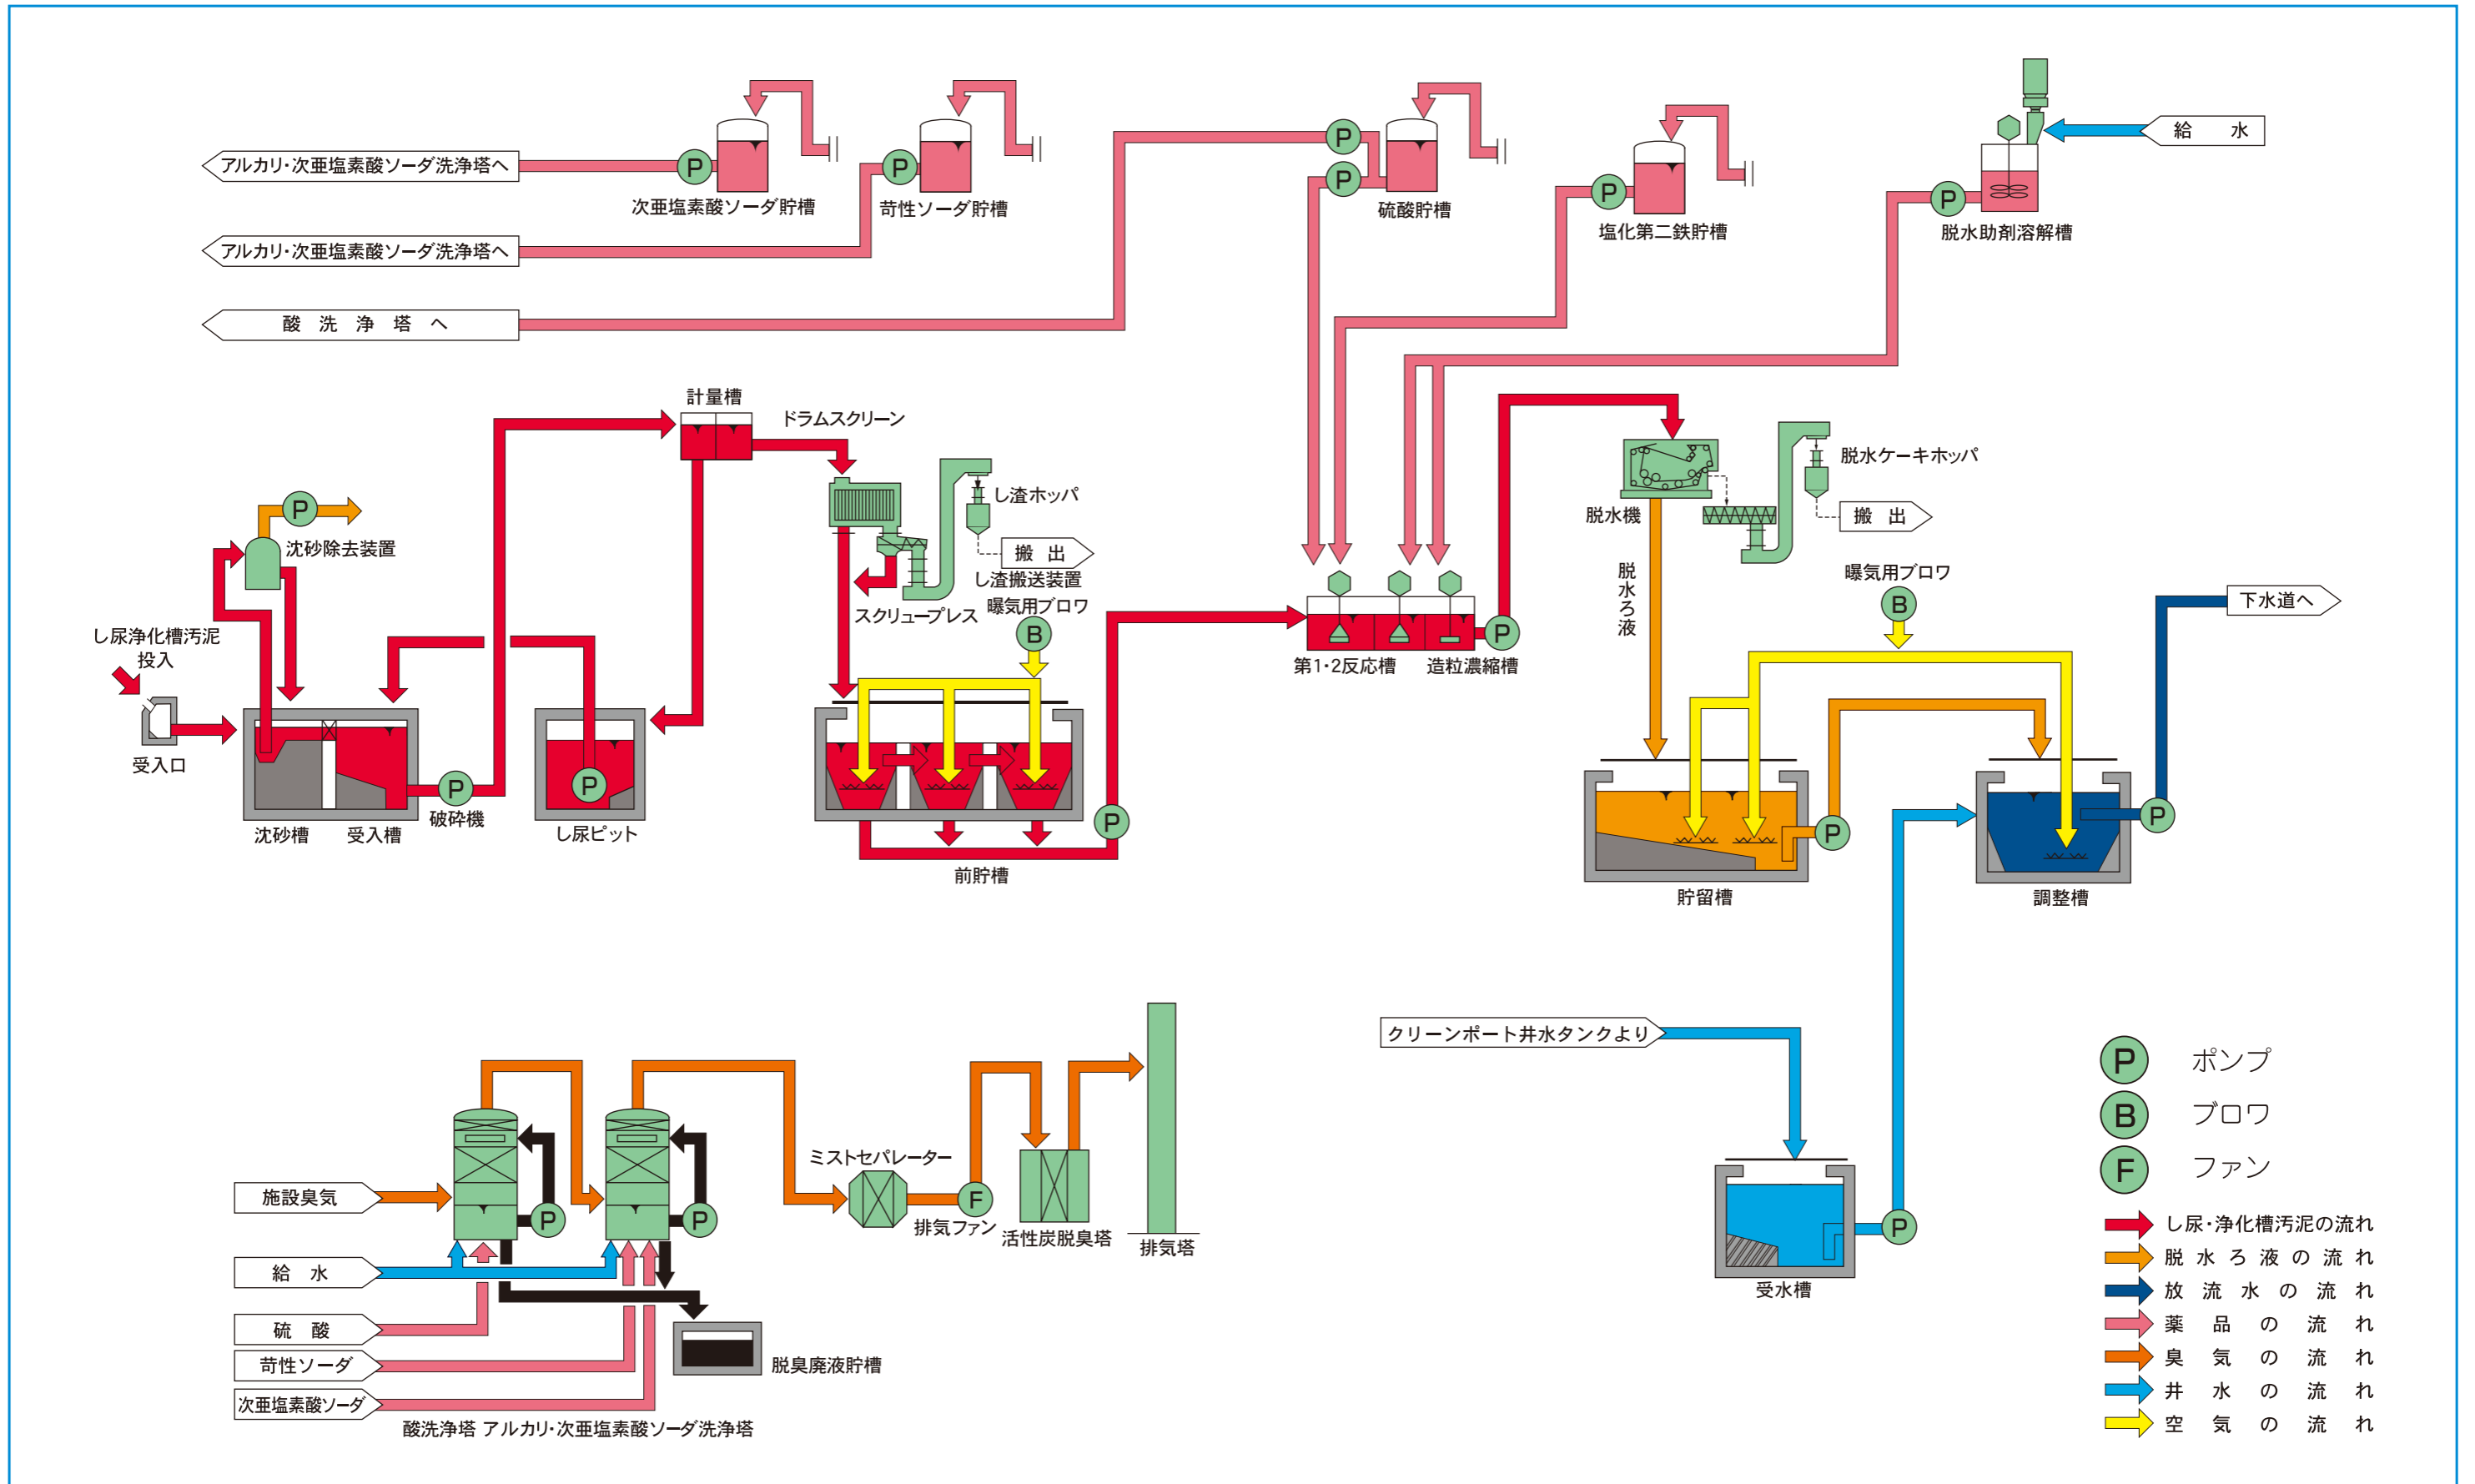 給　水
アルカリ・次亜塩素酸ソーダ洗浄塔へ
P
P
P
P
P
P
次亜塩素酸ソーダ貯槽
苛性ソーダ貯槽
硫酸貯槽
塩化第二鉄貯槽
脱水助剤溶解槽
アルカリ・次亜塩素酸ソーダ洗浄塔へ
酸洗浄塔へ
計量槽
ドラムスクリーン
し渣ホッパ
搬出
し渣搬送装置
スクリュープレス
曝気用ブロワ
B
P
沈砂除去装置
し尿浄化槽汚泥
投入
受入口
沈砂槽
受入槽
P
破砕機
P
し尿ピット
前貯槽
P
第1・2反応槽
造粒濃縮槽
P
脱水機
脱水ケーキホッパ
搬出
脱水ろ液
曝気用ブロワ
B
下水道へ
P
P
貯留槽
調整槽
クリーンポート井水タンクより
P
受水槽
施設臭気
給水
硫酸
苛性ソーダ
次亜塩素酸ソーダ
P
P
酸洗浄塔
アルカリ・次亜塩素酸ソーダ洗浄塔
脱臭廃液貯槽
ミストセパレーター
F
排気ファン
活性炭脱臭塔
排気塔
P ポンプ
B ブロワ
F ファン
し尿・浄化槽汚泥の流れ
脱水ろ液の流れ
放流水の流れ
薬品の流れ
臭気の流れ
井水の流れ
空気の流れ